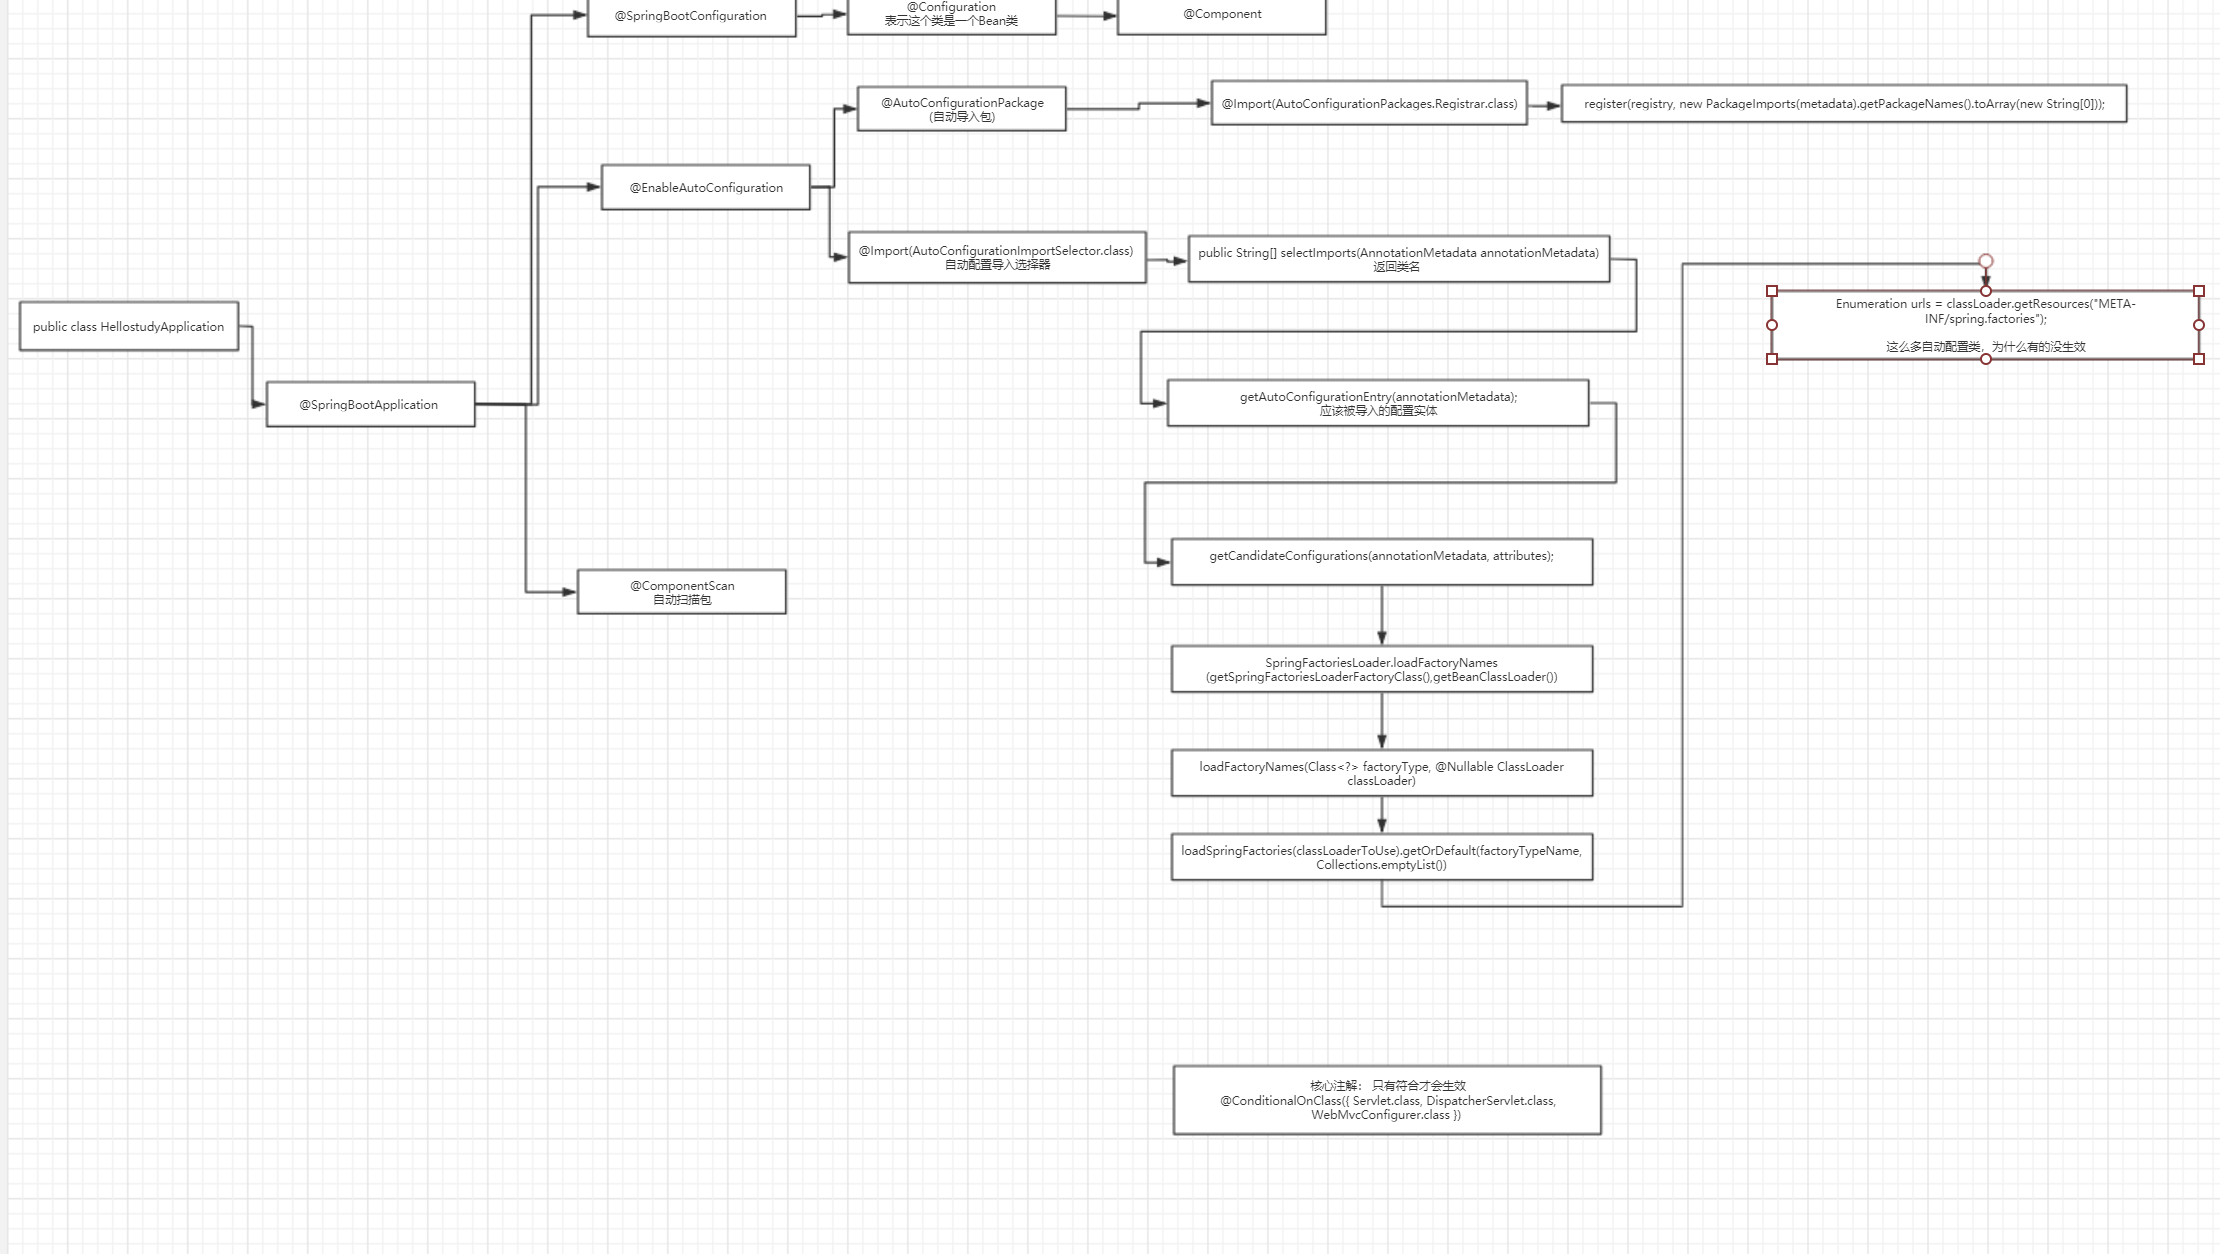 @SpringBootConfiguration
@Configuration
表示这个类是一个Bean类
@Component
@AutoConfigurationPackage
(自动导入包)
@Import(AutoConfigurationPackages.Registrar.class)
register(registry, new PackageImports(metadata).getPackageNames().toArray(new String[0]));
@EnableAutoConfiguration
@Import(AutoConfigurationImportSelector.class)
自动配置导入选择器
public String[] selectImports(AnnotationMetadata annotationMetadata)
返回类名
Enumeration urls = classLoader.getResources("META-
INF/spring.factories");
这么多自动配置类，为什么有的没生效
public class HellostudyApplication
@SpringBootApplication
getAutoConfigurationEntry(annotationMetadata);
应该被导入的配置实体
getCandidateConfigurations(annotationMetadata, attributes);
@ComponentScan
自动扫描包
SpringFactoriesLoader.loadFactoryNames
(getSpringFactoriesLoaderFactoryClass(),getBeanClassLoader())
loadFactoryNames(Class<?> factoryType, @Nullable ClassLoader
classLoader)
loadSpringFactories(classLoaderToUse).getOrDefault(factoryTypeName,
Collections.emptyList())
核心注解： 只有符合才会生效
@ConditionalOnClass({ Servlet.class, DispatcherServlet.class,
WebMvcConfigurer.class })